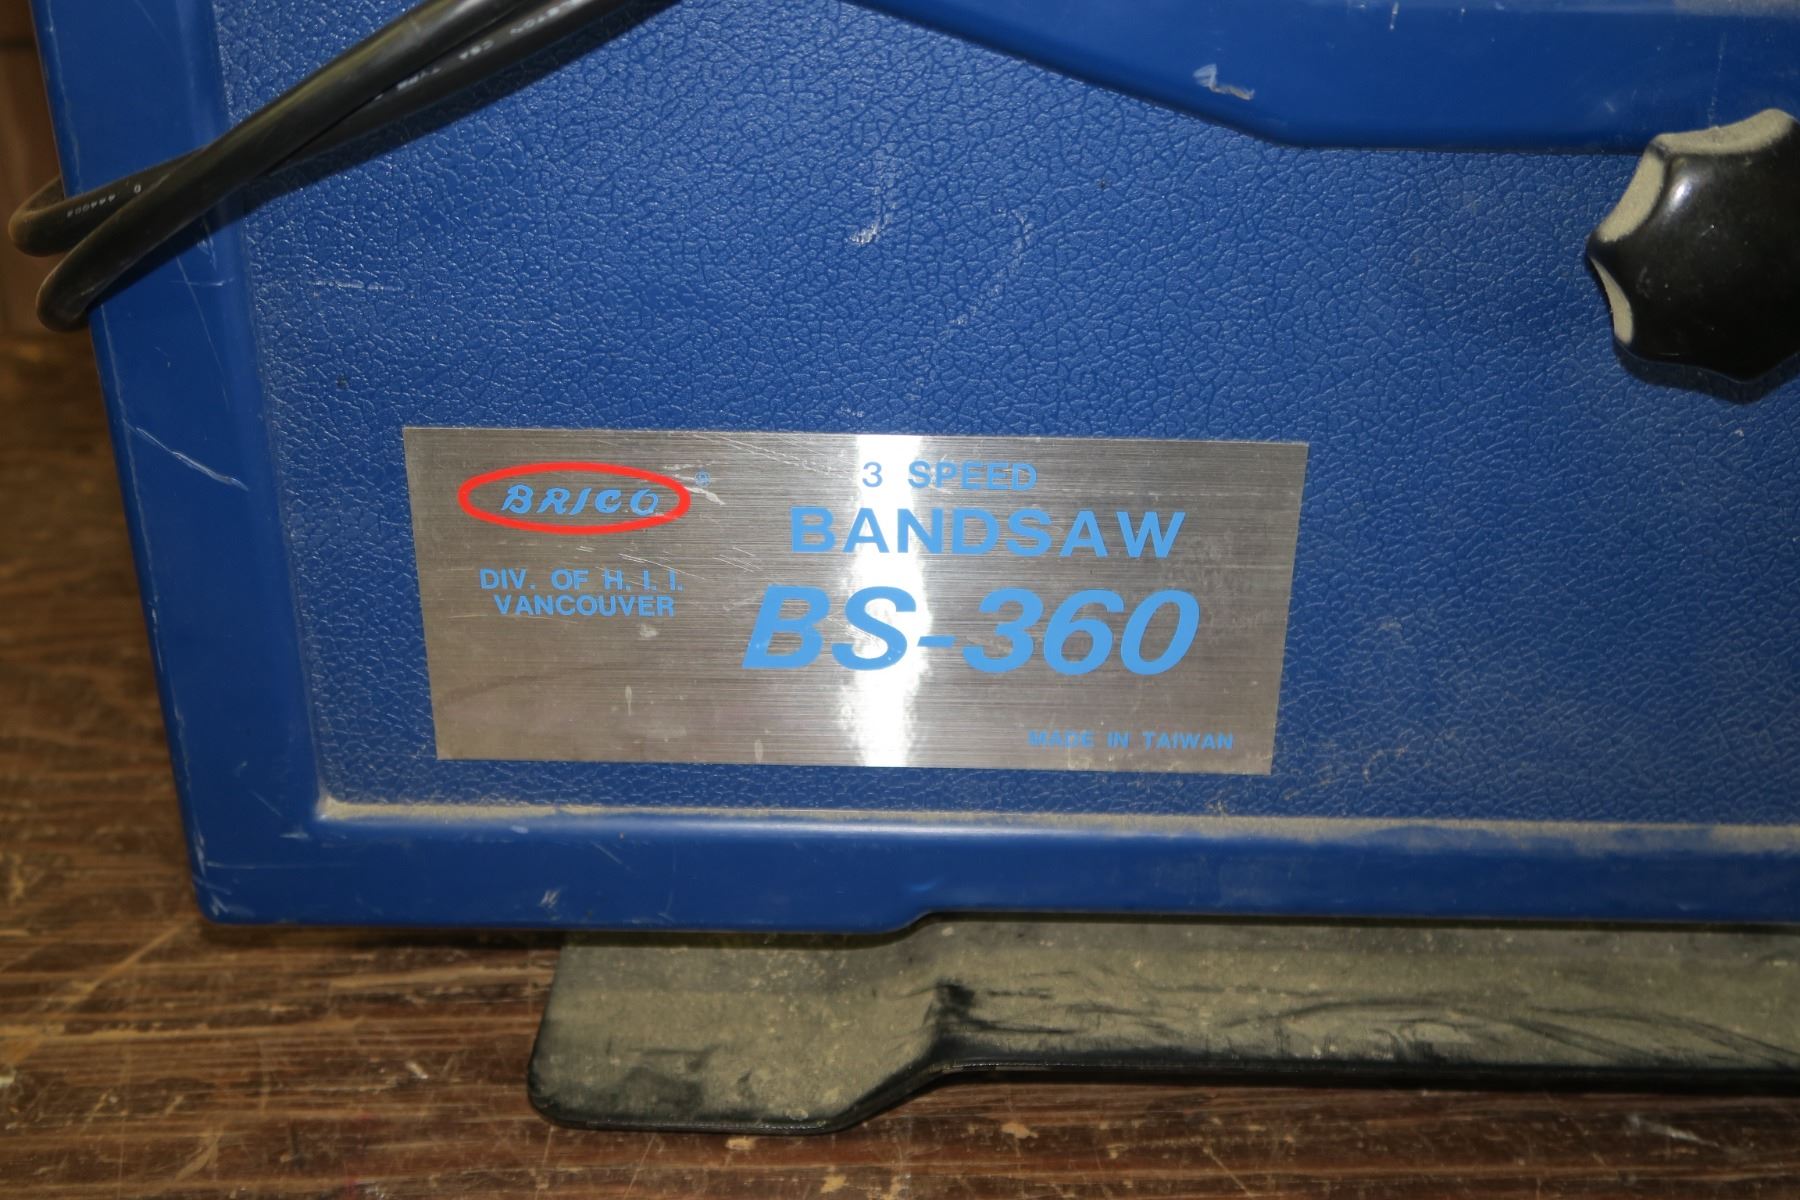 BRICO ®
DIV. OF H. I. I.
VANCOUVER
3 SPEED
BANDSAW
BS-360
MADE IN TAIWAN